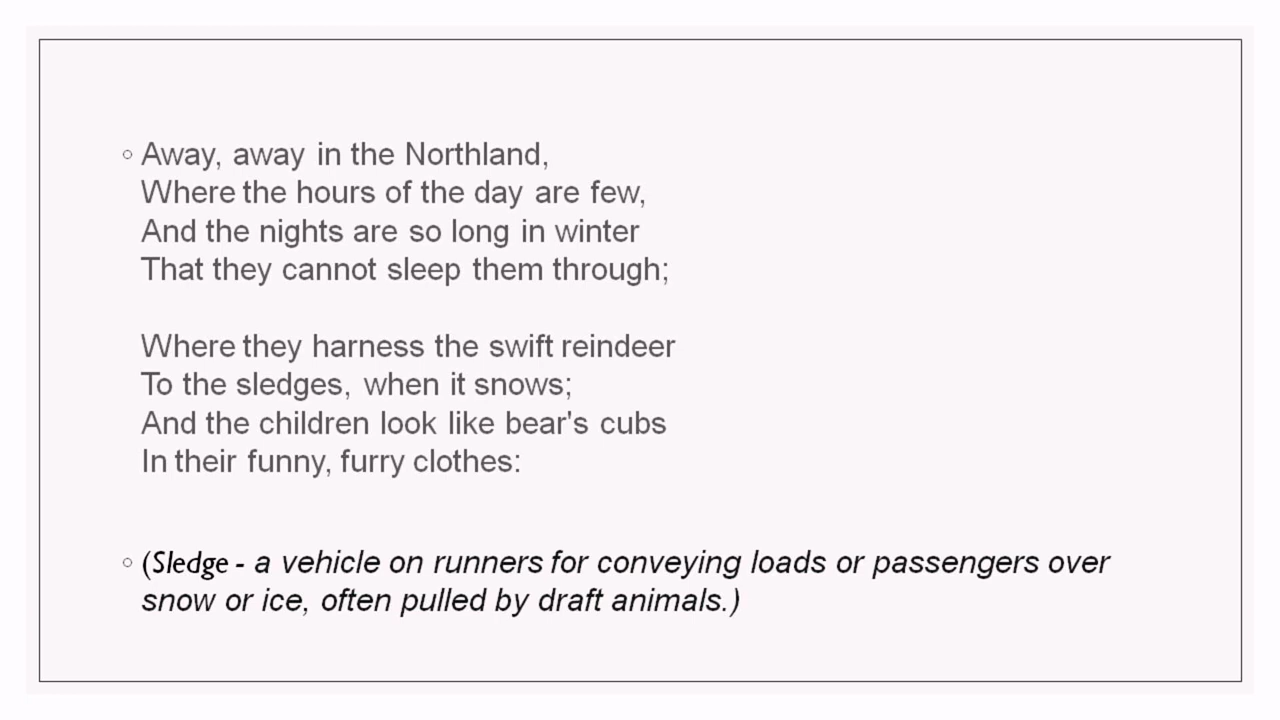 Away, away in the Northland,
Where the hours of the day are few,
And the nights are so long in winter
That they cannot sleep them through;
Where they harness the swift reindeer
To the sledges, when it snows;
And the children look like bear's cubs
In their funny, furry clothes:
(Sledge - a vehicle on runners for conveying loads or passengers over
snow or ice, often pulled by draft animals.)